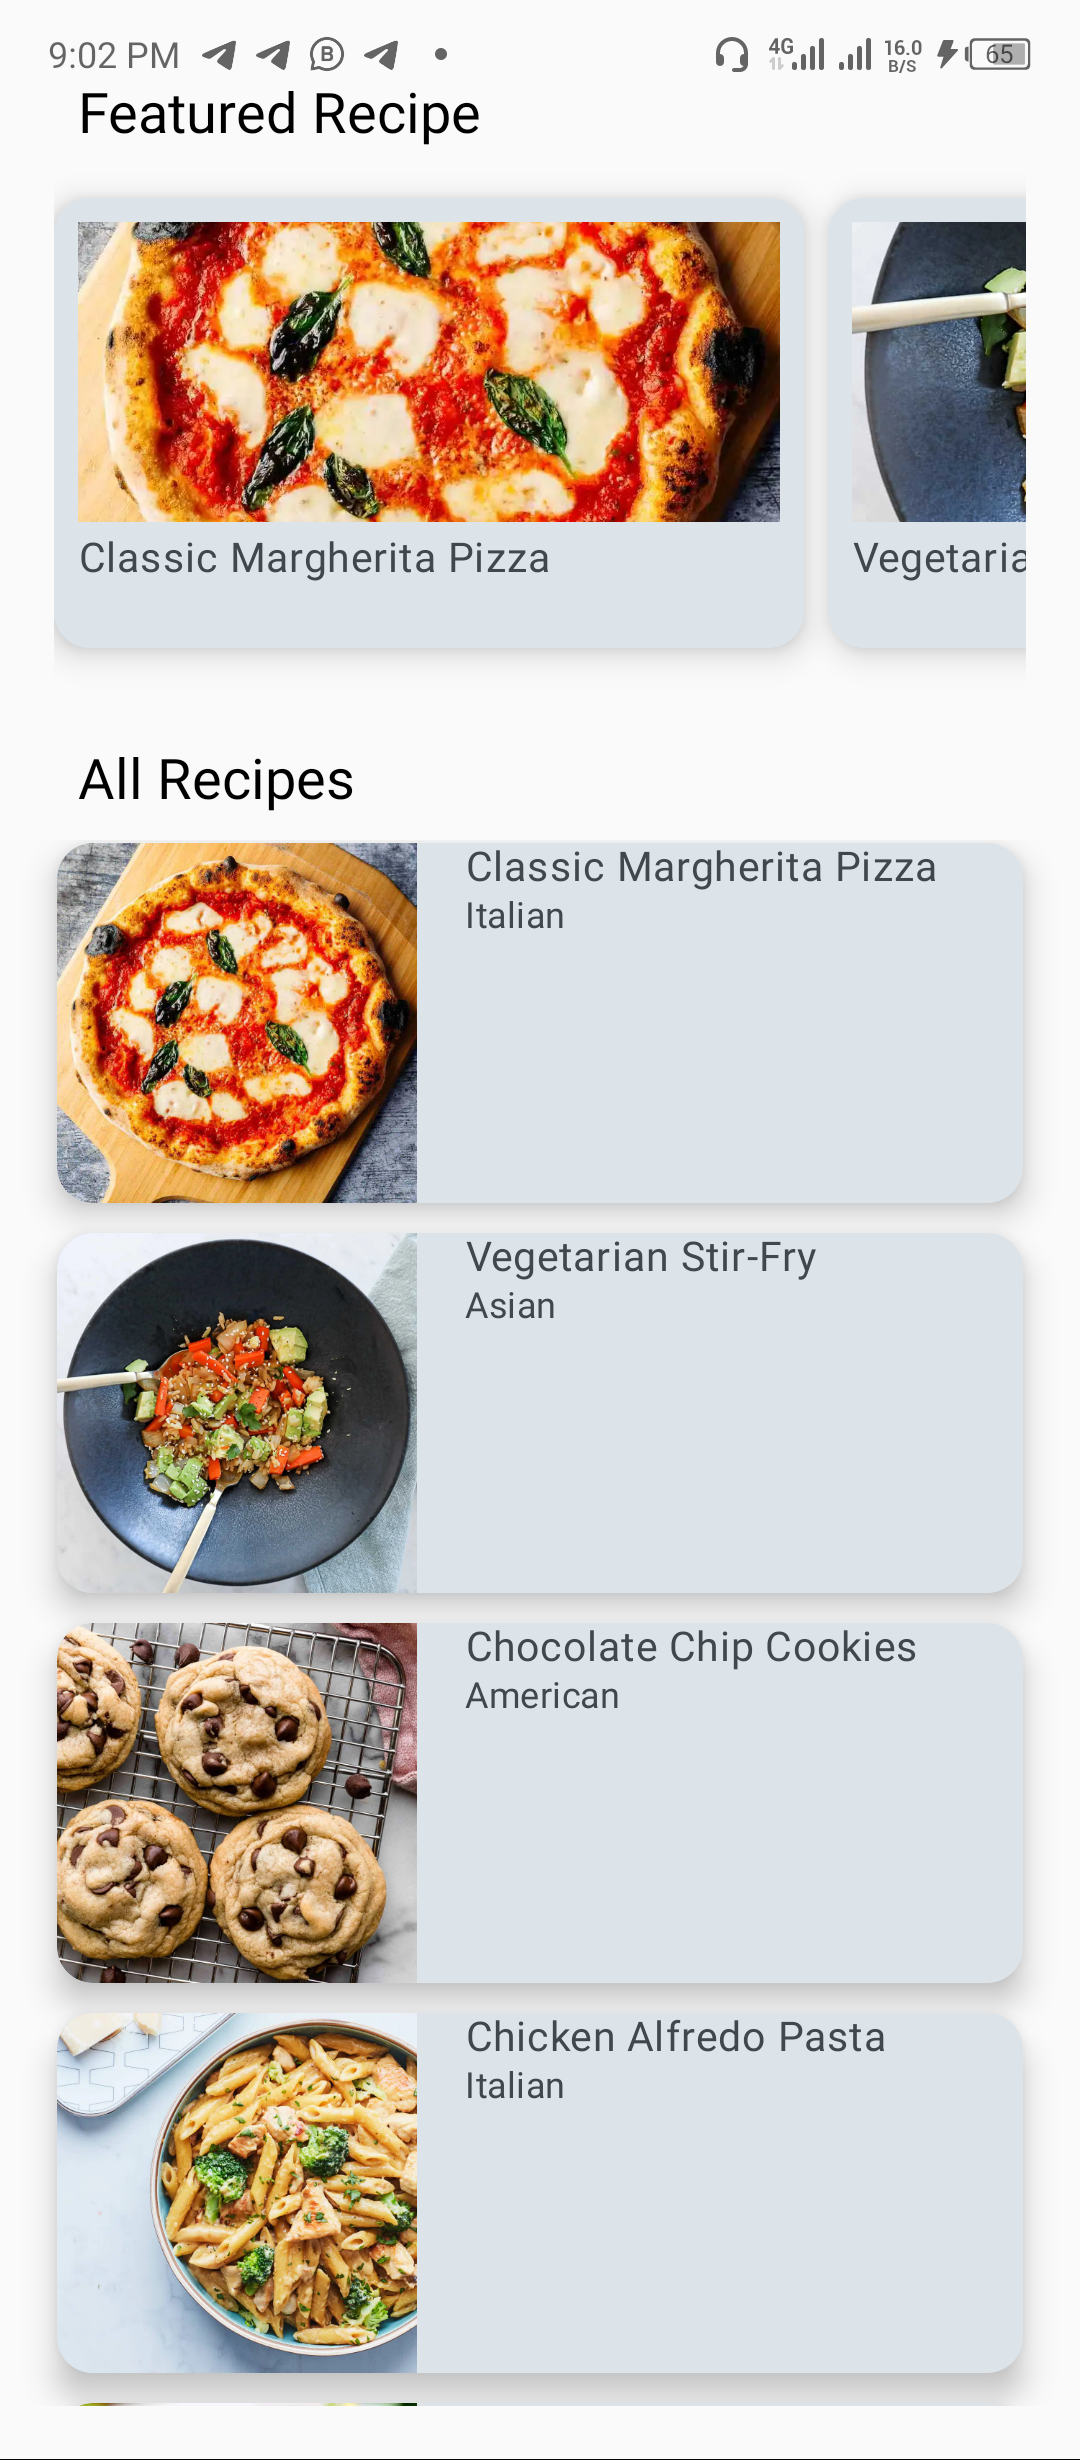 9:02 PM
4G
16.0
B/S
65
Featured Recipe
Classic Margherita Pizza
Vegetaria
All Recipes
Classic Margherita Pizza
Italian
Vegetarian Stir-Fry
Asian
Chocolate Chip Cookies
American
Chicken Alfredo Pasta
Italian